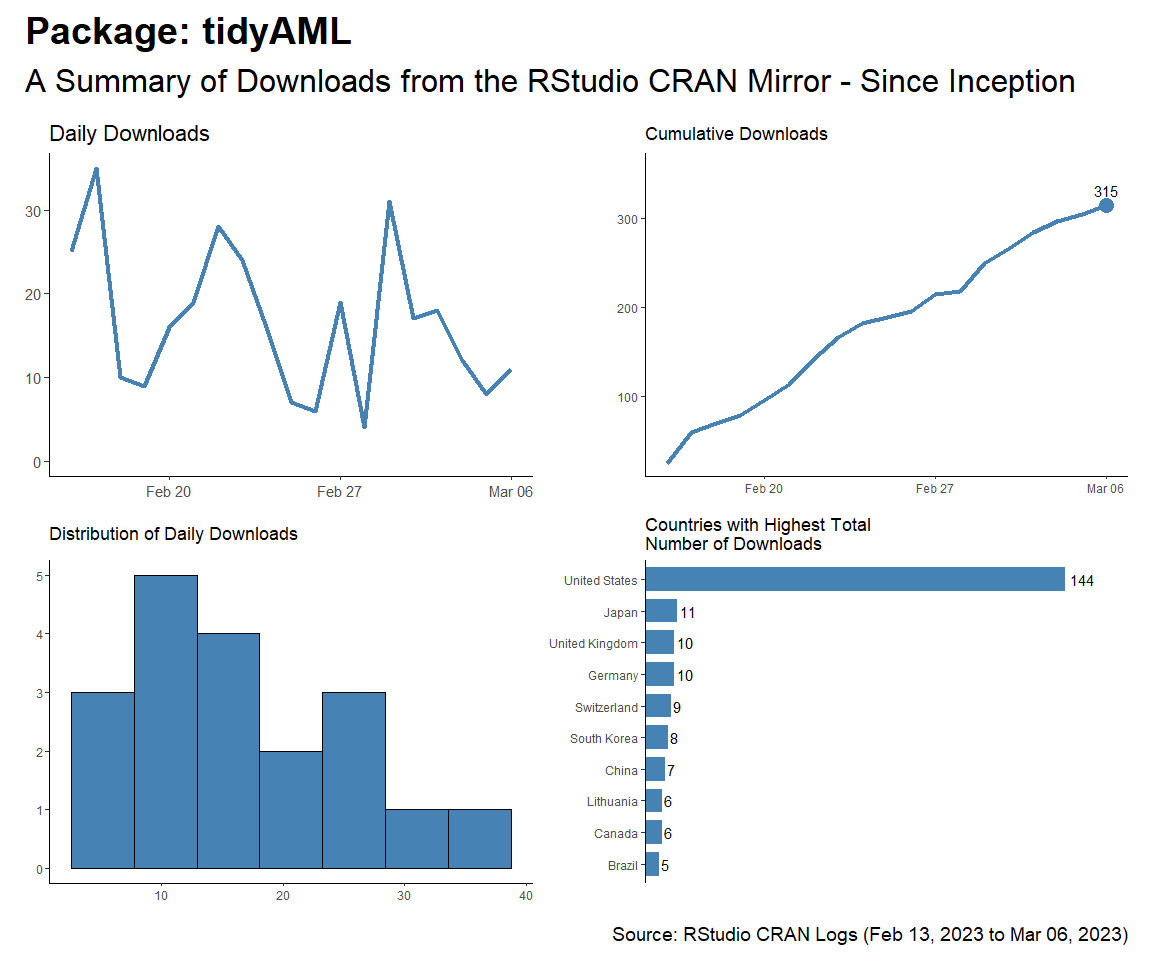 Package: tidyAML
A Summary of Downloads from the RStudio CRAN Mirror - Since Inception
Daily Downloads
30
20
10
0
Feb 20 Feb 27 Mar 06
Cumulative Downloads
315
300
200
100
Feb 20 Feb 27 Mar 06
Distribution of Daily Downloads
5
4
3
2
1
0
10 20 30 40
Countries with Highest Total
Number of Downloads
United States 144
Japan 11
United Kingdom 10
Germany 10
Switzerland 9
South Korea 8
China 7
Lithuania 6
Canada 6
Brazil 5
Source: RStudio CRAN Logs (Feb 13, 2023 to Mar 06, 2023)